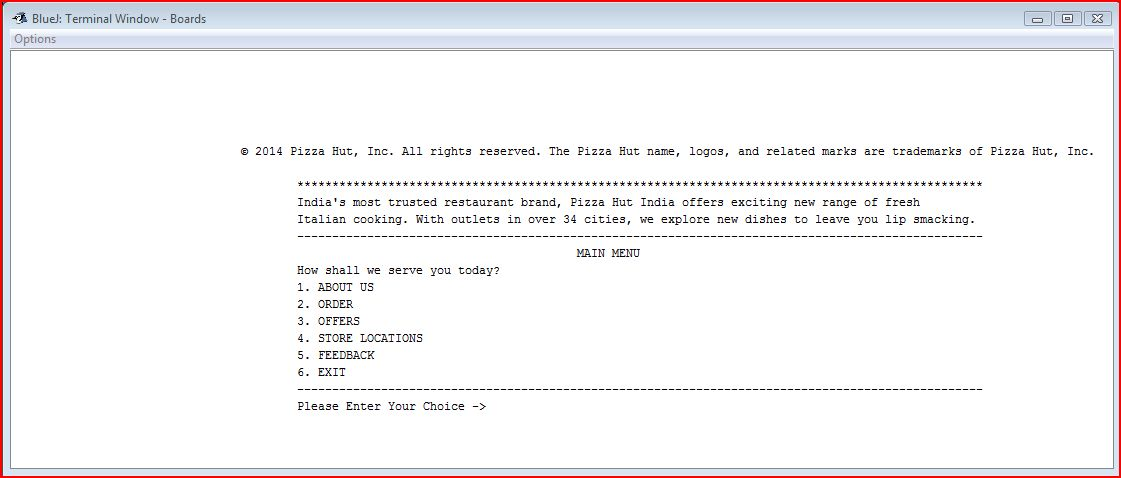 BlueJ: Terminal Window - Boards
Options
© 2014 Pizza Hut, Inc. All rights reserved. The Pizza Hut name, logos, and related marks are trademarks of Pizza Hut, Inc.
**************************************************************************************************
India's most trusted restaurant brand, Pizza Hut India offers exciting new range of fresh
Italian cooking. With outlets in over 34 cities, we explore new dishes to leave you lip smacking.
--------------------------------------------------------------------------------------------------
MAIN MENU
How shall we serve you today?
1. ABOUT US
2. ORDER
3. OFFERS
4. STORE LOCATIONS
5. FEEDBACK
6. EXIT
--------------------------------------------------------------------------------------------------
Please Enter Your Choice ->